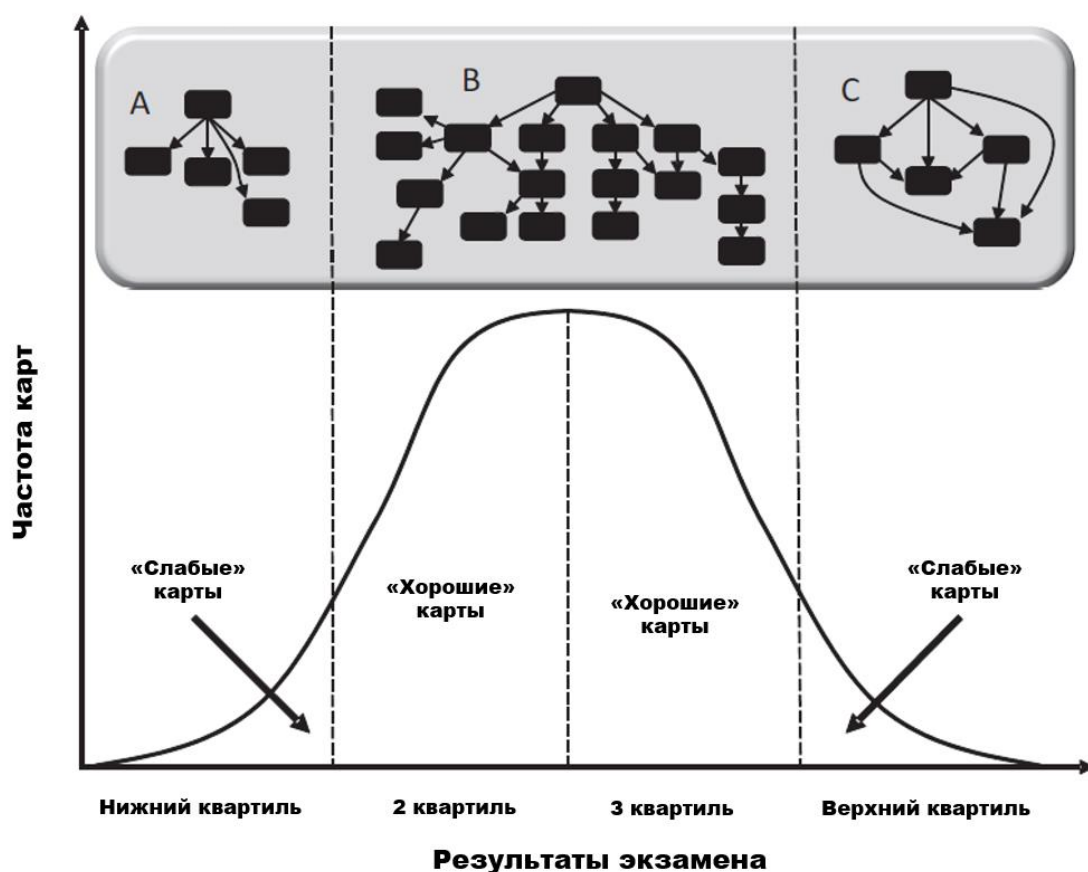 A
B
C
Частота карт
«Слабые»
карты
«Хорошие»
карты
«Хорошие»
карты
«Слабые»
карты
Нижний квартиль
2 квартиль
3 квартиль
Верхний квартиль
Результаты экзамена